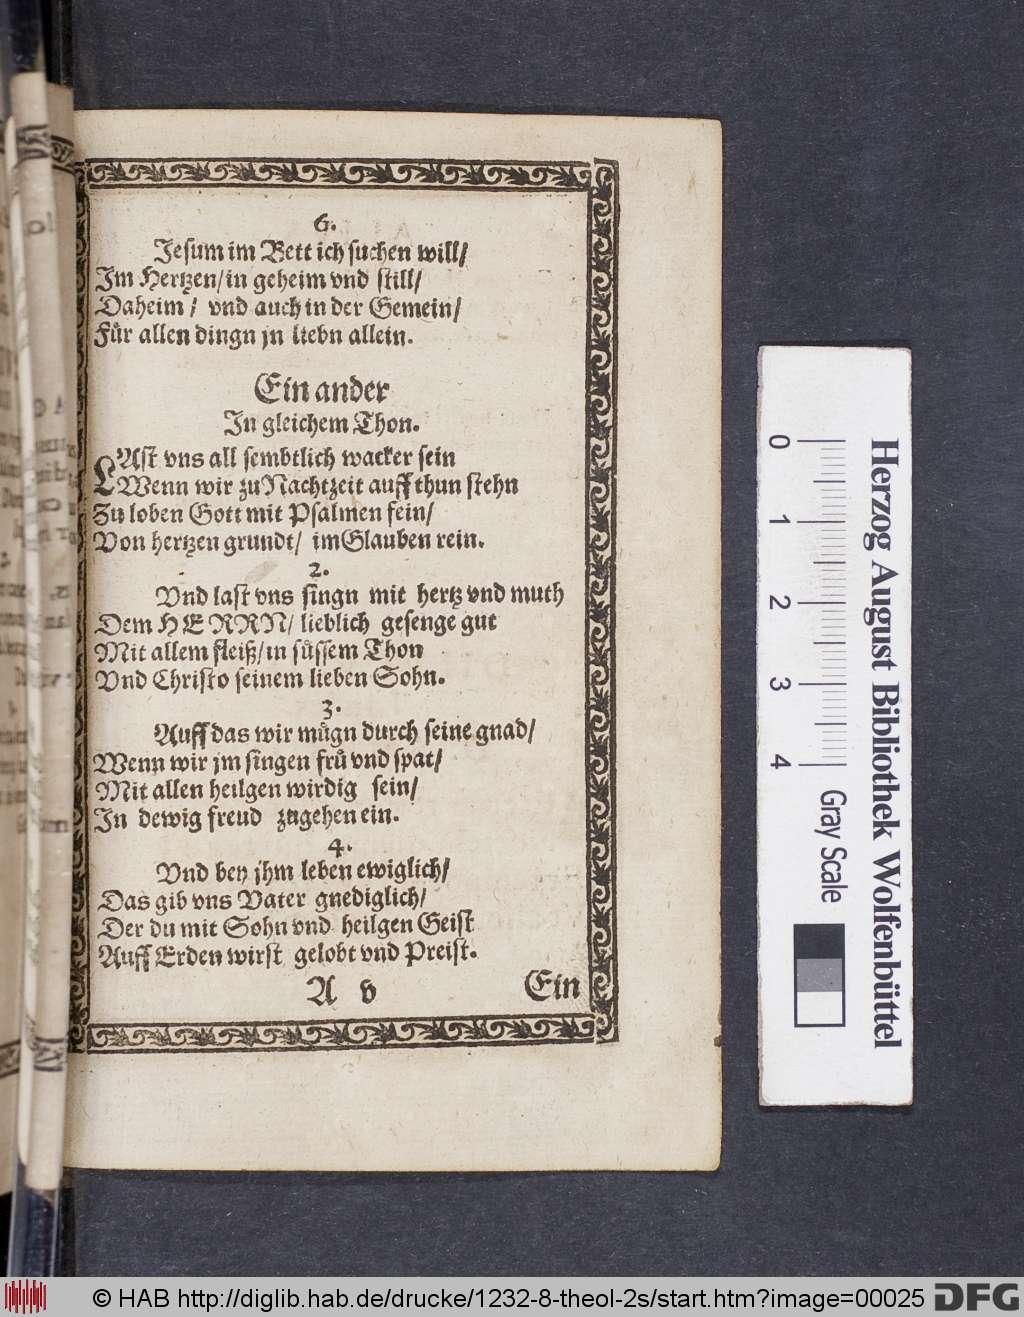 6.
Jesum im Bett ich suchen will/
Im Hertzen/in geheim vnd still/
Daheim/ vnd auch in der Gemein/
Fuͤr allen dingn jn liebn allein.
Ein ander
In gleichem Thon.
LAst vns all sembtlich wacker sein
Wenn wir zu Nachtzeit auff thun stehn
Zu loben Gott mit Psalmen fein/
Von hertzen grundt/ im Glauben rein.
2.
Vnd last vns singn mit hertz vnd muth
Dem HERRN/ lieblich gesenge gut
Mit allem fleiß/in suͤssem Thon
Vnd Christo seinem lieben Sohn.
3.
Auff das wir muͤgn durch seine gnad/
Wenn wir jm singen fruͤ vnd spat/
Mit allen heilgen wirdig sein/
In dewig freud zugehen ein.
4.
Vnd bey jhm leben ewiglich/
Das gib vns Vater gnediglich/
Der du mit Sohn vnd heilgen Geist
Auff Erden wirst gelobt vnd Preist.
A v Ein
Herzog August Bibliothek Wolfenbüttel
0 1 2 3 4 Gray Scale
© HAB http://diglib.hab.de/drucke/1232-8-theol-2s/start.htm?image=00025 DFG